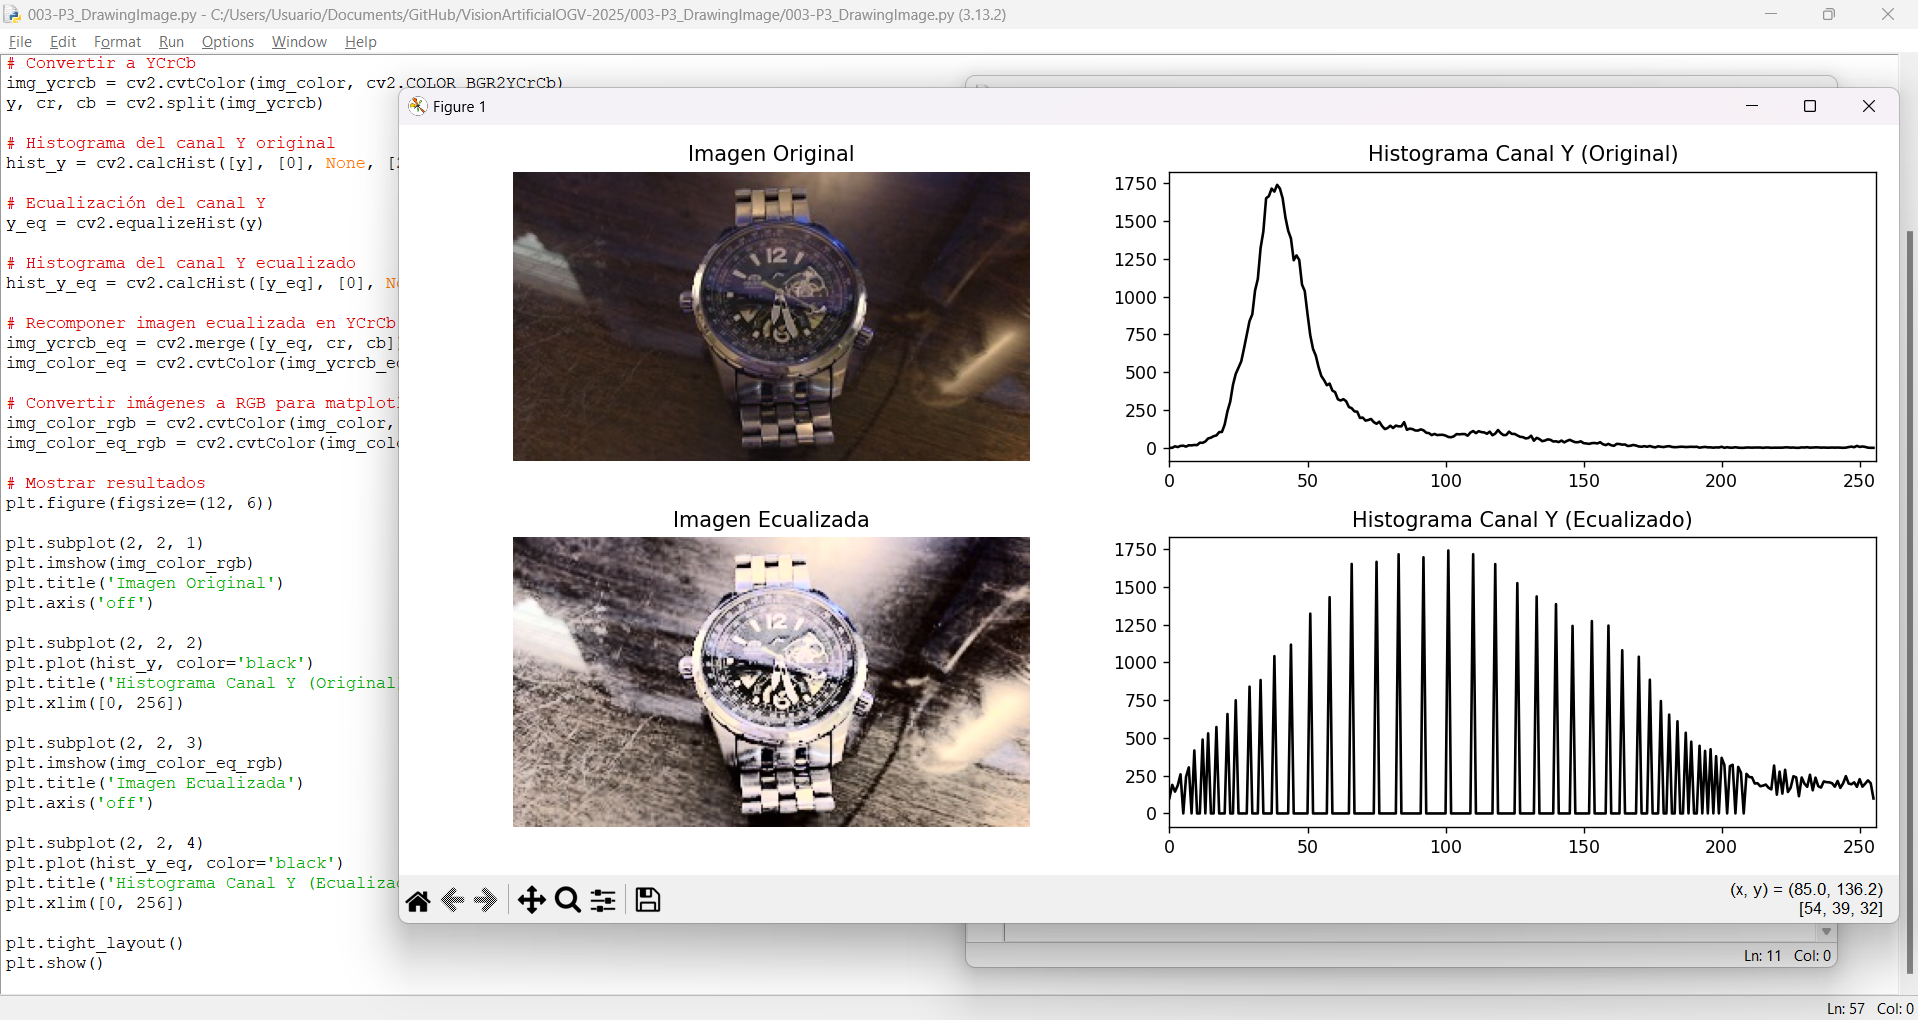 003-P3_DrawingImage.py - C:/Users/Usuario/Documents/GitHub/VisionArtificialOGV-2025/003-P3_DrawingImage/003-P3_DrawingImage.py (3.13.2)
File Edit Format Run Options Window Help
# Convertir a YCrCb
img_ycrcb = cv2.cvtColor(img_color, cv2.COLOR_BGR2YCrCb)
y, cr, cb = cv2.split(img_ycrcb)
# Histograma del canal Y original
hist_y = cv2.calcHist([y], [0], None, [
# Ecualización del canal Y
y_eq = cv2.equalizeHist(y)
# Histograma del canal Y ecualizado
hist_y_eq = cv2.calcHist([y_eq], [0],
# Recomponer imagen ecualizada en YCrCb
img_ycrcb_eq = cv2.merge([y_eq, cr, cb]
img_color_eq = cv2.cvtColor(img_ycrcb_e
# Convertir imágenes a RGB para matplotl
img_color_rgb = cv2.cvtColor(img_color,
img_color_eq_rgb = cv2.cvtColor(img_col
# Mostrar resultados
plt.figure(figsize=(12, 6))
plt.subplot(2, 2, 1)
plt.imshow(img_color_rgb)
plt.title('Imagen Original')
plt.axis('off')
plt.subplot(2, 2, 2)
plt.plot(hist_y, color='black')
plt.title('Histograma Canal Y (Original
plt.xlim([0, 256])
plt.subplot(2, 2, 3)
plt.imshow(img_color_eq_rgb)
plt.title('Imagen Ecualizada')
plt.axis('off')
plt.subplot(2, 2, 4)
plt.plot(hist_y_eq, color='black')
plt.title('Histograma Canal Y (Ecualiza
plt.xlim([0, 256])
plt.tight_layout()
plt.show()
Figure 1
Imagen Original
12
6
Histograma Canal Y (Original)
1750
1500
1250
1000
750
500
250
0
0 50 100 150 200 250
Imagen Ecualizada
12
6
Histograma Canal Y (Ecualizado)
1750
1500
1250
1000
750
500
250
0
0 50 100 150 200 250
(x, y) = (85.0, 136.2)
[54, 39, 32]
Ln: 11 Col: 0
Ln: 57 Col: 0